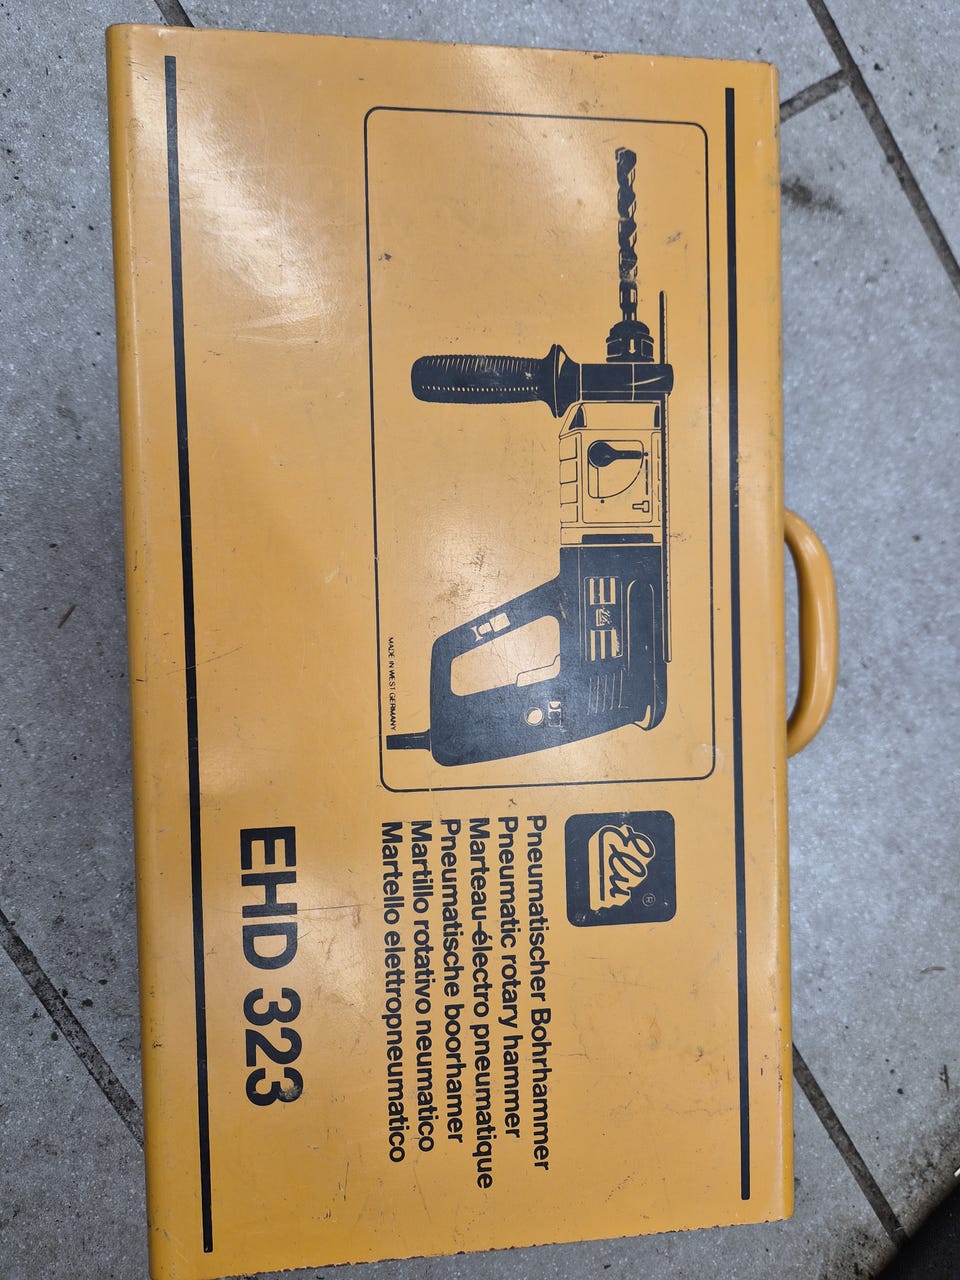 MADE IN WEST GERMANY
Elu ®
Pneumatischer Bohrhammer
Pneumatic rotary hammer
Marteau-électro pneumatique
Pneumatische boorhamer
Martillo rotativo neumatico
Martello elettropneumatico
EHD 323